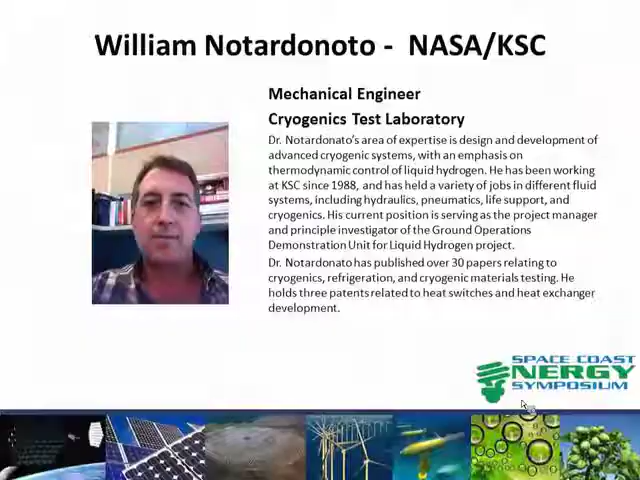 William Notardonoto -  NASA/KSC
Mechanical Engineer
Cryogenics Test Laboratory
Dr. Notardonato's area of expertise is design and development of
advanced cryogenic systems, with an emphasis on
thermodynamic control of liquid hydrogen. He has been working
at KSC since 1988, and has held a variety of jobs in different fluid
systems, including hydraulics, pneumatics, life support, and
cryogenics. His current position is serving as the project manager
and principle investigator of the Ground Operations
Demonstration Unit for Liquid Hydrogen project.
Dr. Notardonato has published over 30 papers relating to
cryogenics, refrigeration, and cryogenic materials testing. He
holds three patents related to heat switches and heat exchanger
development.
SPACE COAST
NERGY
SYMPOSIUM